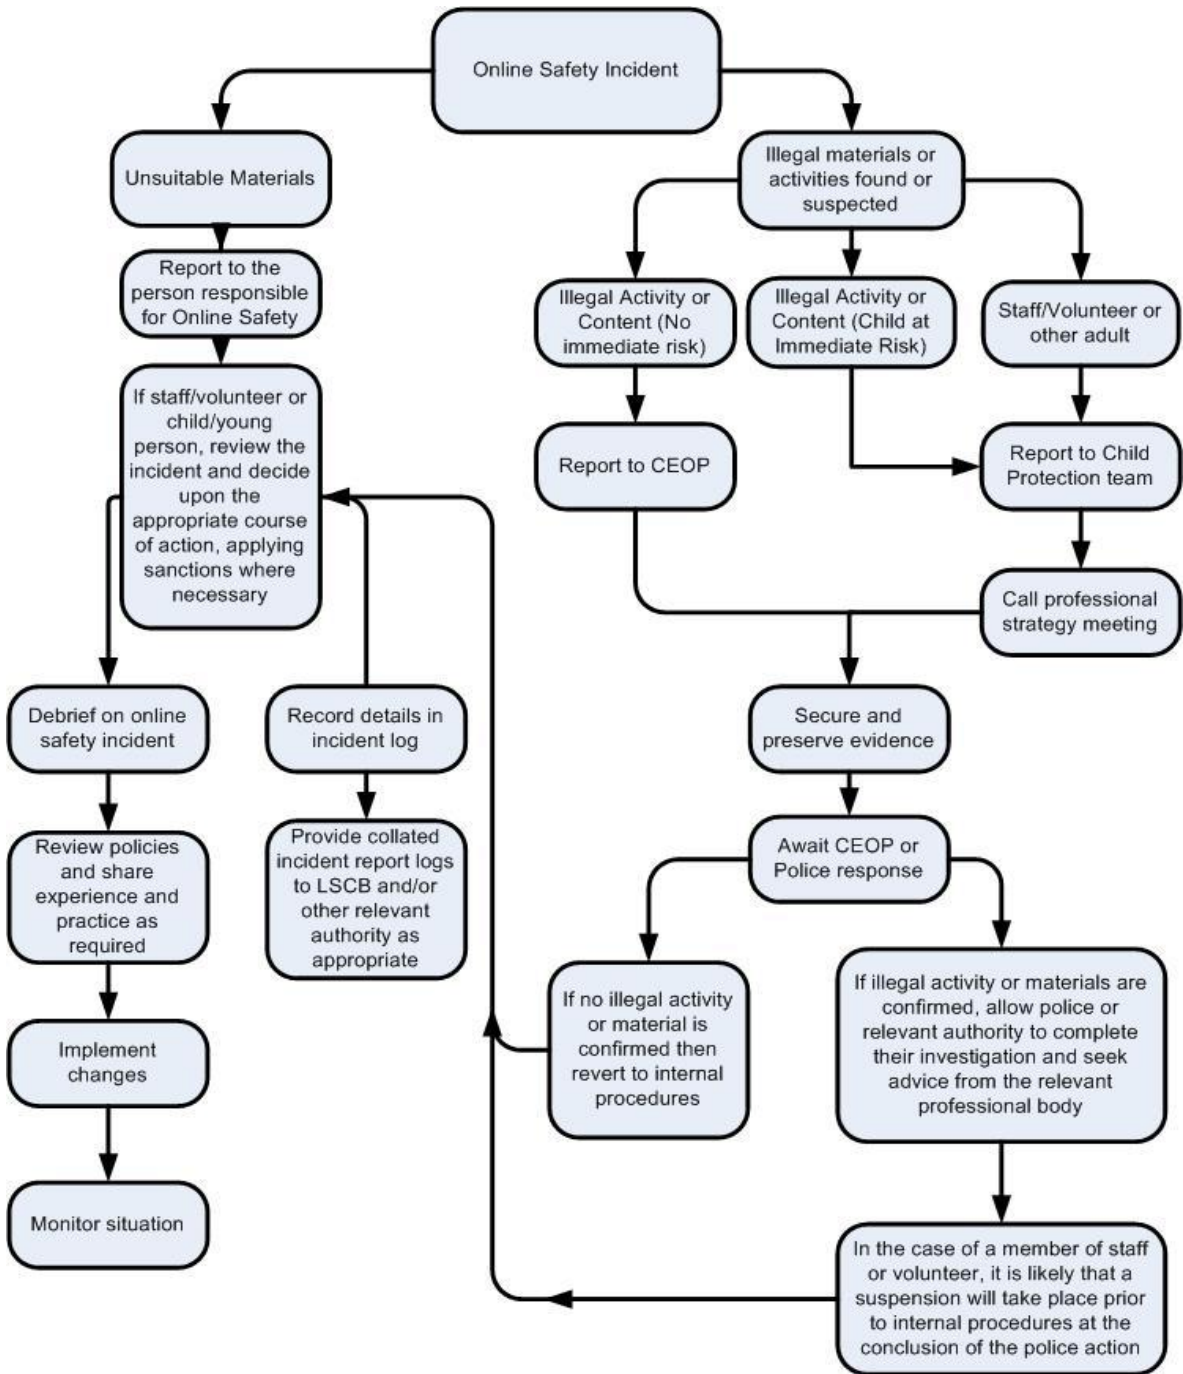 Online Safety Incident
Unsuitable Materials
Illegal materials or
activities found or
suspected
Report to the
person responsible
for Online Safety
Illegal Activity or
Content (No
immediate risk)
Illegal Activity or
Content (Child at
Immediate Risk)
Staff/Volunteer or
other adult
If staff/volunteer or
child/young
person, review the
incident and decide
upon the
appropriate course
of action, applying
sanctions where
necessary
Report to CEOP
Report to Child
Protection team
Call professional
strategy meeting
Debrief on online
safety incident
Record details in
incident log
Secure and
preserve evidence
Review policies
and share
experience and
practice as
required
Provide collated
incident report logs
to LSCB and/or
other relevant
authority as
appropriate
Await CEOP or
Police response
If no illegal activity
or material is
confirmed then
revert to internal
procedures
If illegal activity or materials are
confirmed, allow police or
relevant authority to complete
their investigation and seek
advice from the relevant
professional body
Implement
changes
Monitor situation
In the case of a member of staff
or volunteer, it is likely that a
suspension will take place prior
to internal procedures at the
conclusion of the police action